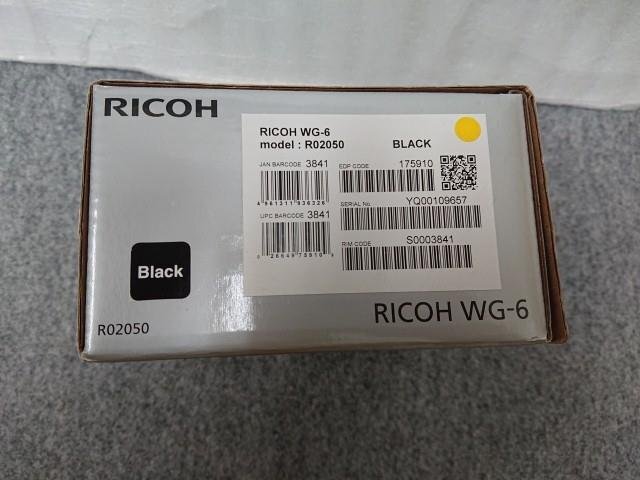 RICOH
RICOH WG-6
model : R02050 BLACK
JAN BARCODE 3841
EDP CODE 175910
4961311936326
SERIAL No. YQ00109657
UPC BARCODE 3841
RIM CODE S0003841
Black
R02050
RICOH WG-6